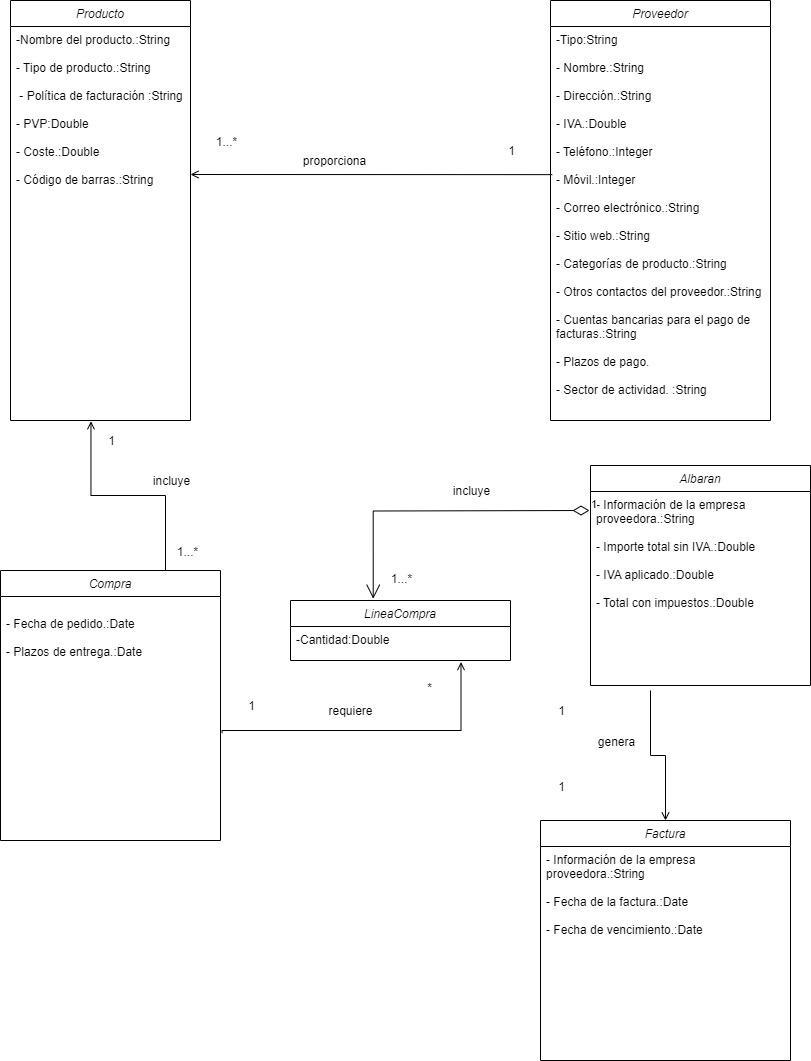 Producto
-Nombre del producto.:String
- Tipo de producto.:String
- Política de facturación :String
- PVP:Double
- Coste.:Double
- Código de barras.:String
Proveedor
-Tipo:String
- Nombre.:String
- Dirección.:String
- IVA.:Double
- Teléfono.:Integer
- Móvil.:Integer
- Correo electrónico.:String
- Sitio web.:String
- Categorías de producto.:String
- Otros contactos del proveedor.:String
- Cuentas bancarias para el pago de
facturas.:String
- Plazos de pago.
- Sector de actividad. :String
1...*
proporciona
1
1
incluye
1...*
Compra
- Fecha de pedido.:Date
- Plazos de entrega.:Date
incluye
1...*
LineaCompra
-Cantidad:Double
*
1
requiere
Albaran
1
- Información de la empresa
proveedora.:String
- Importe total sin IVA.:Double
- IVA aplicado.:Double
- Total con impuestos.:Double
1
genera
1
Factura
- Información de la empresa
proveedora.:String
- Fecha de la factura.:Date
- Fecha de vencimiento.:Date